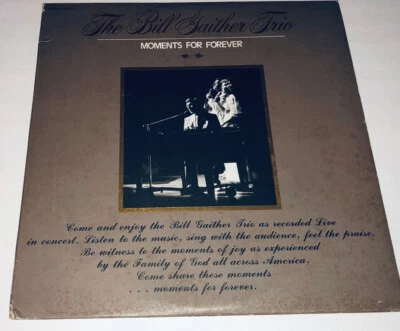 The Bill Gaither Trio
MOMENTS FOR FOREVER
Come and enjoy the Bill Gaither Trio as recorded Live
in concert. Listen to the music, sing with the audience, feel the praise,
Be witness to the moments of joy as experienced
by the Family of God all across America.
Come share these moments
. . . . moments for forever.